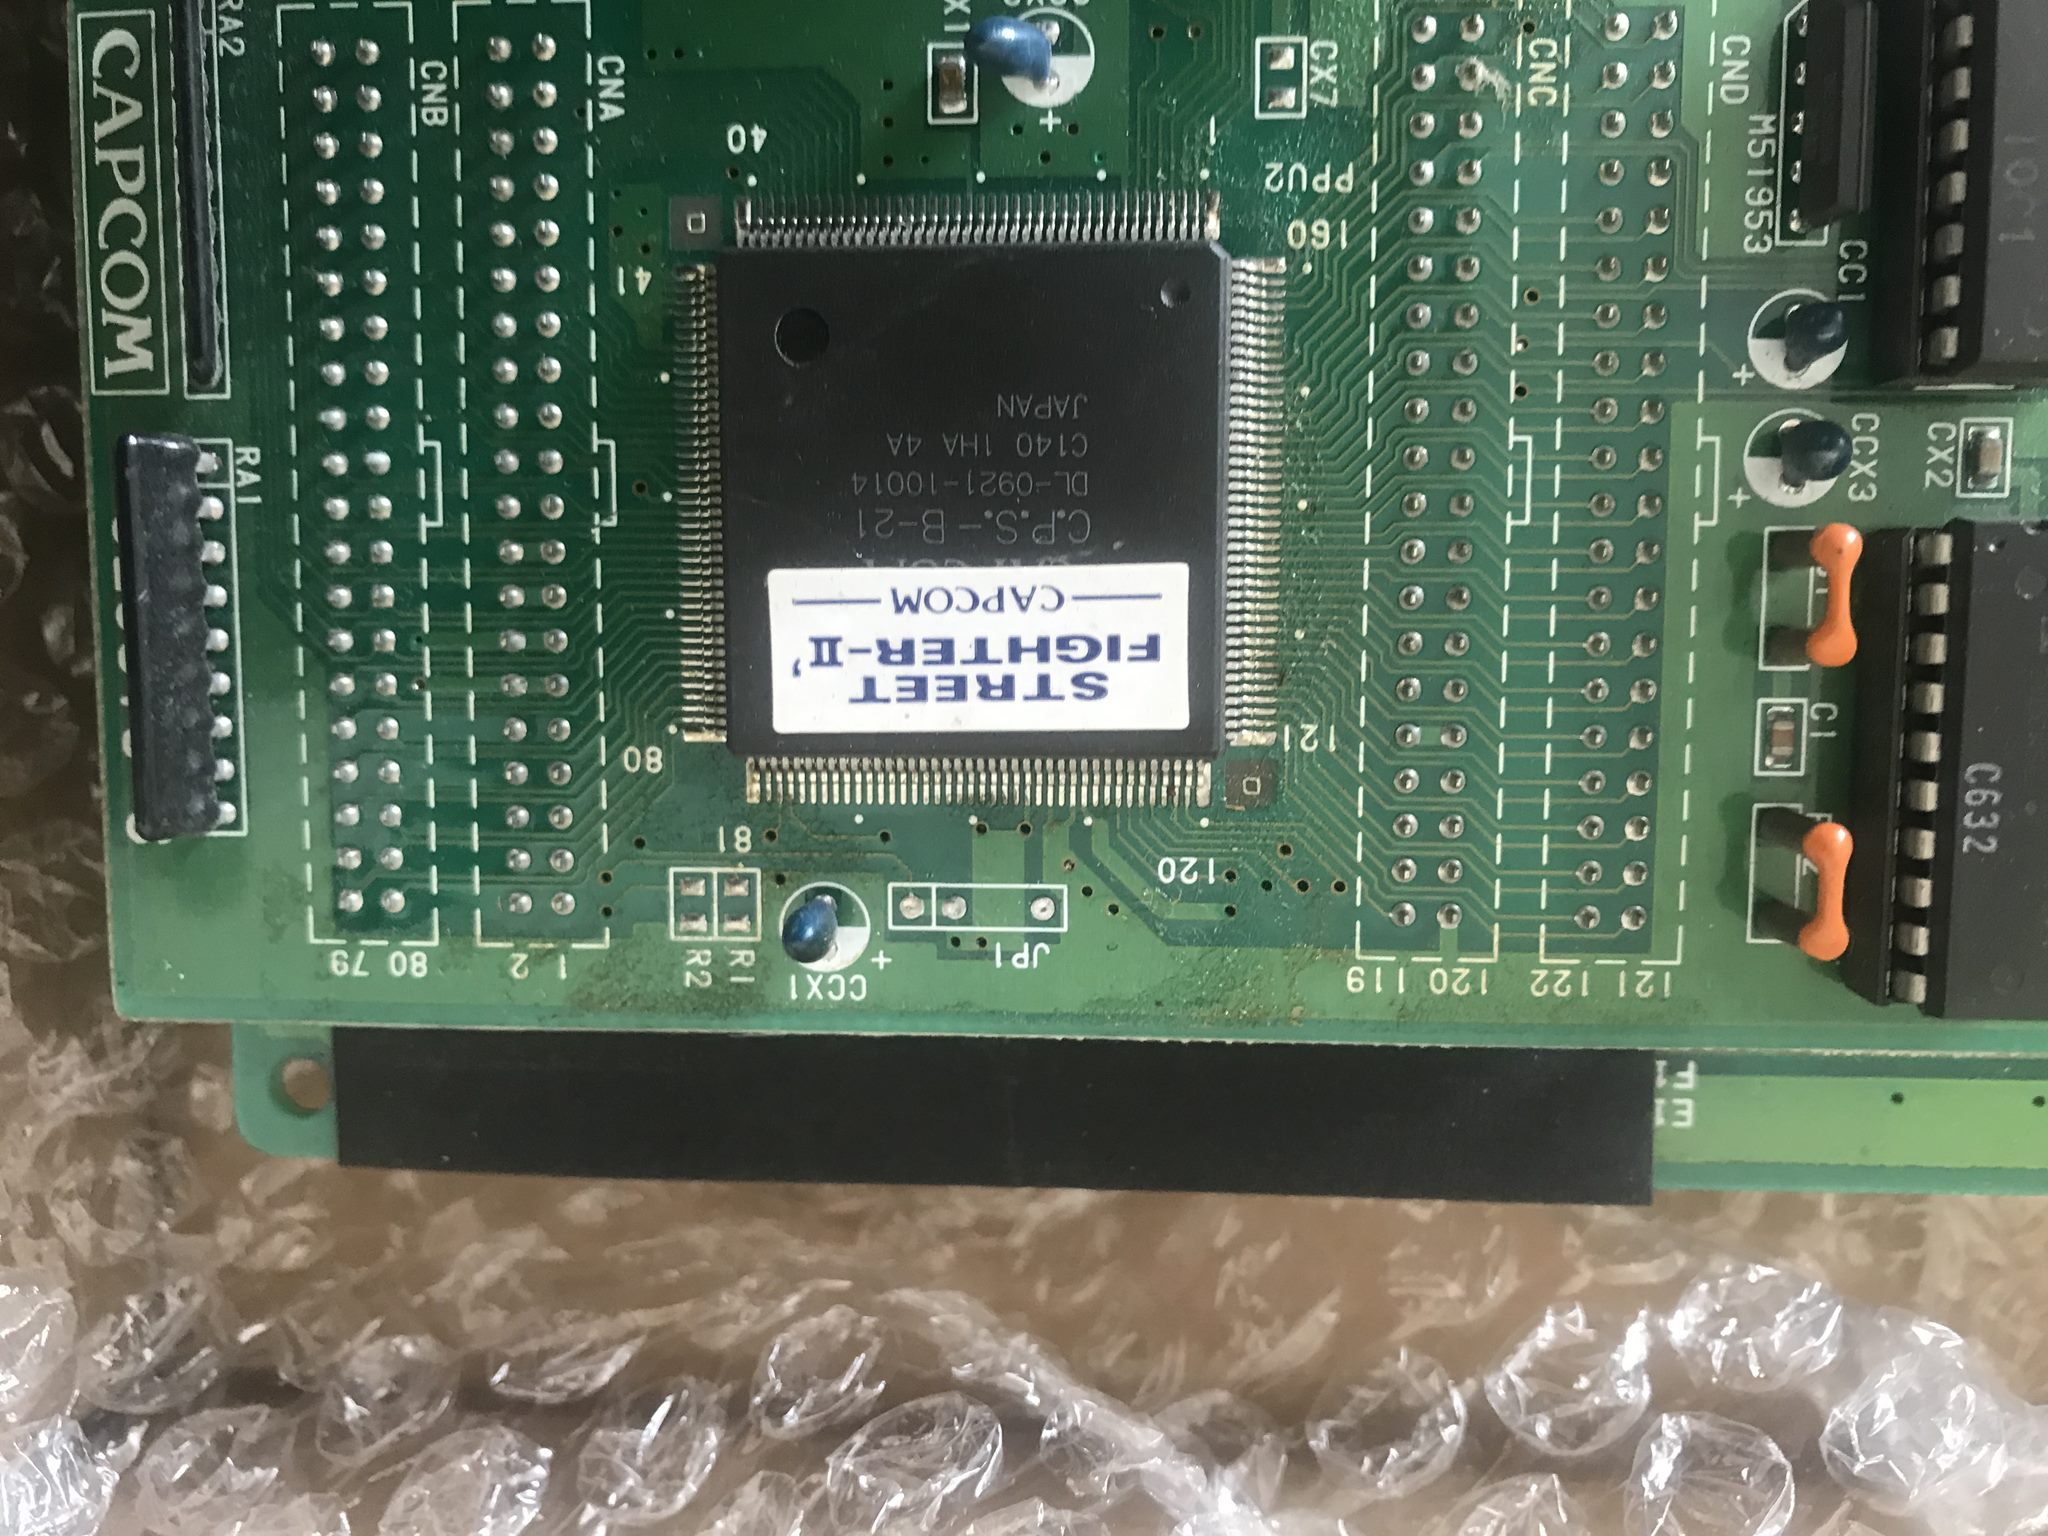 CAPCOM
RA2
CNB
CNA
40
CX7
1
CNC
CND
M51953
PPU2
160
41
CC1
JAPAN
C140 1HA 4A
DL-0921-10014
C.P.S.-B-21
CAPCOM
STREET
FIGHTER-II'
RA1
CCX3
CX2
C1
C632
80
121
81
120
80 79
1 2
R2
R1
CCX1
JP1
120 119
122 121
E1